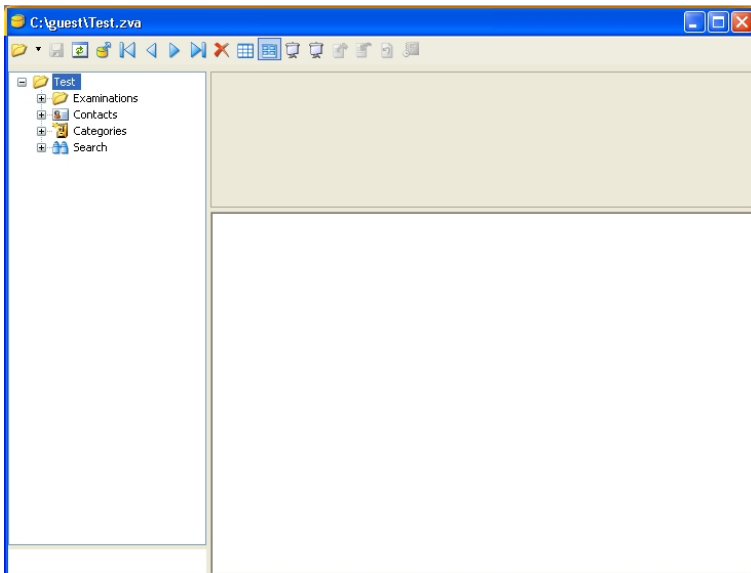 C:\guest\Test.zva
Test
Examinations
Contacts
Categories
Search